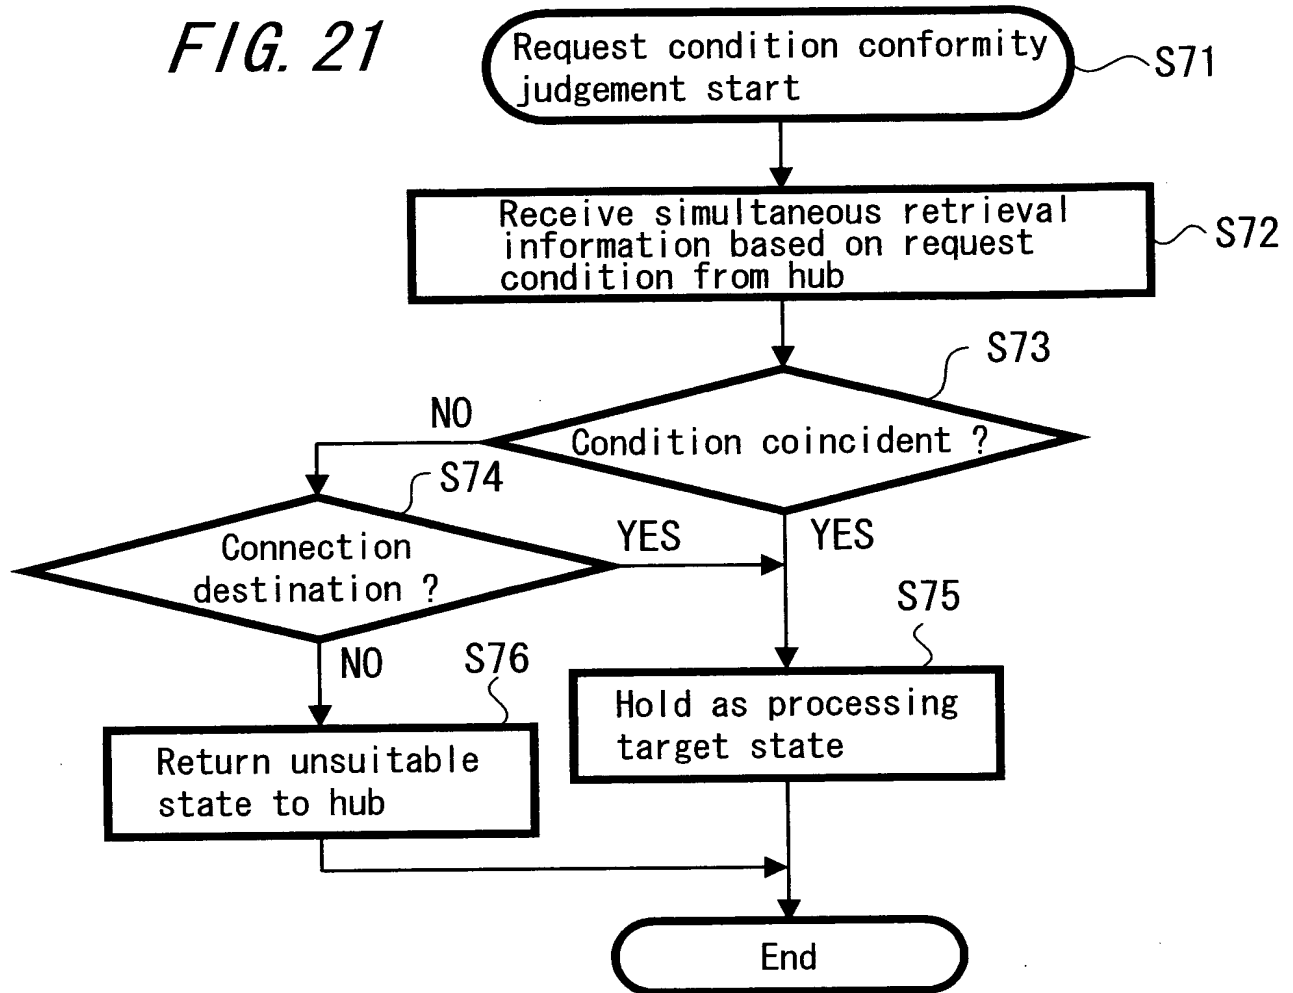 FIG. 21
Request condition conformity
judgement start
S71
Receive simultaneous retrieval
information based on request
condition from hub
S72
S73
NO
Condition coincident ?
S74
YES
YES
Connection
destination ?
S75
NO
S76
Hold as processing
target state
Return unsuitable
state to hub
End